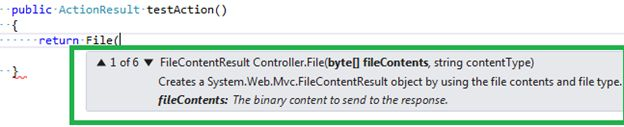 public ActionResult testAction()
{
return File(
▲ 1 of 6 ▼ FileContentResult Controller.File(byte[] fileContents, string contentType)
Creates a System.Web.Mvc.FileContentResult object by using the file contents and file type.
fileContents: The binary content to send to the response.
}